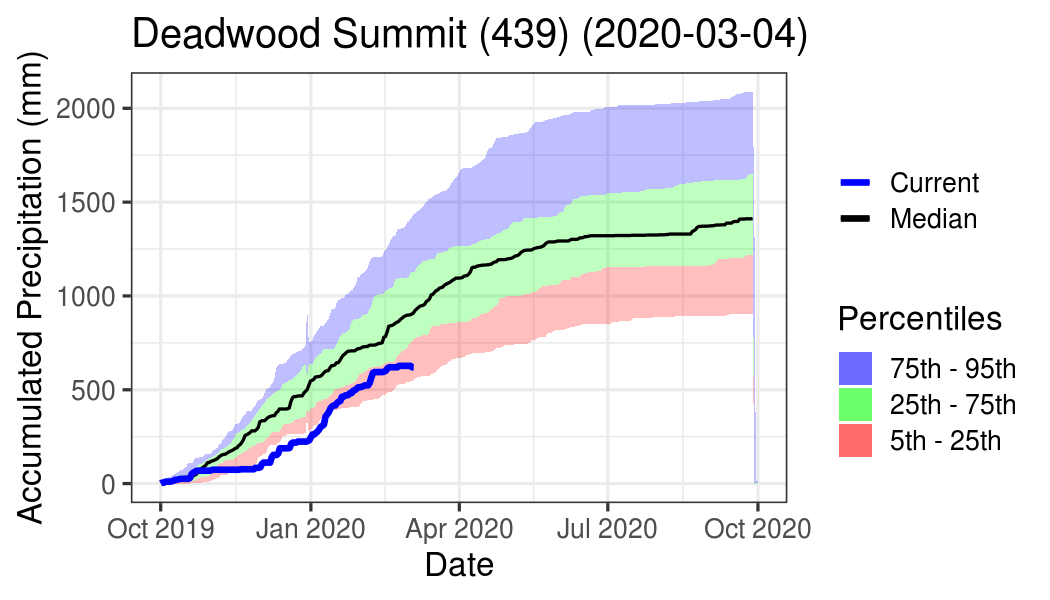 Deadwood Summit (439) (2020-03-04)
Accumulated Precipitation (mm)
2000
1500
1000
500
0
Oct 2019
Jan 2020
Apr 2020
Jul 2020
Oct 2020
Date
Current
Median
Percentiles
75th - 95th
25th - 75th
5th - 25th